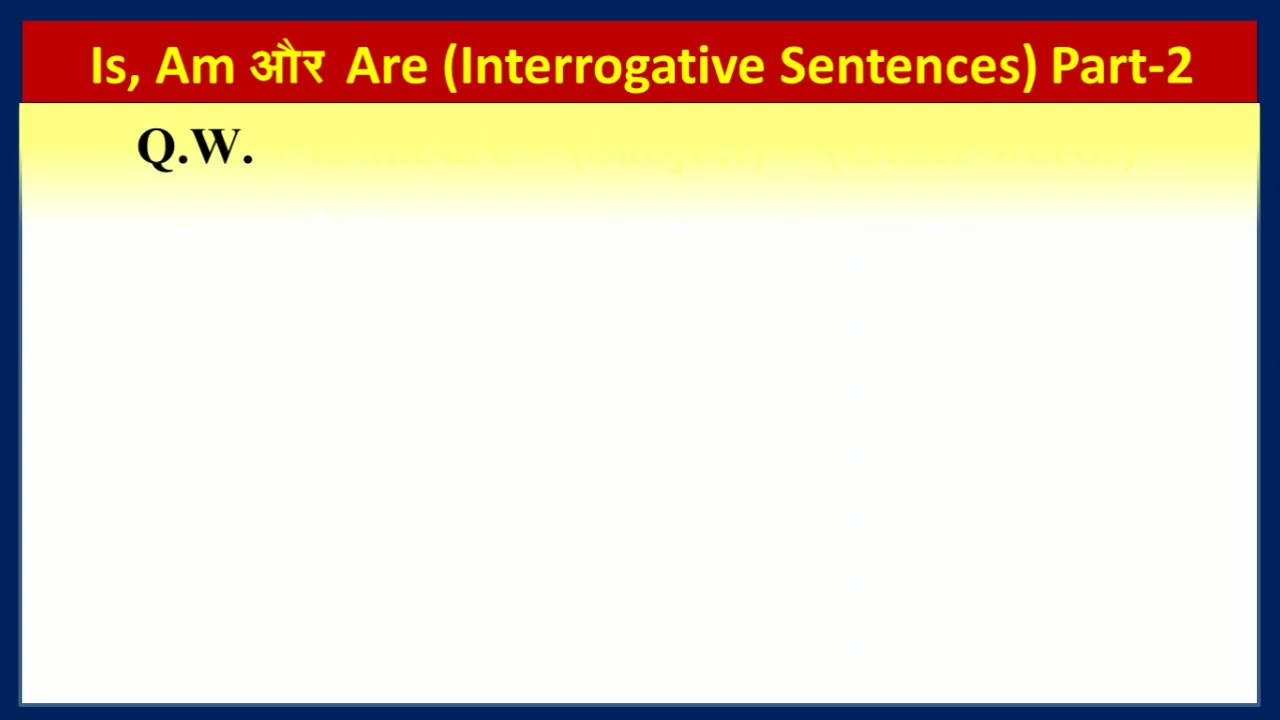 Is, Am और Are (Interrogative Sentences) Part-2
Q.W.